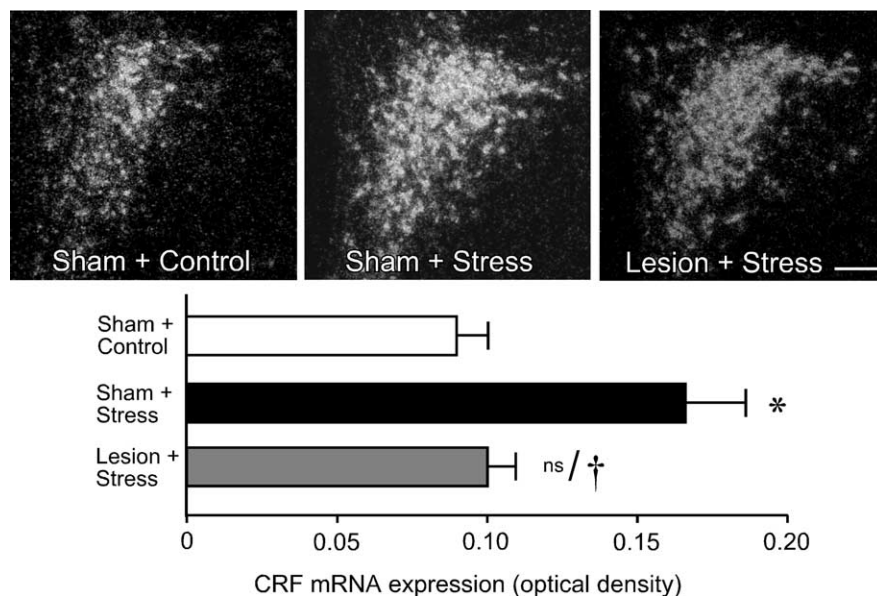 Sham + Control
Sham + Stress
Lesion + Stress
Sham +
Control
Sham +
Stress
*
Lesion +
Stress
ns / †
0
0.05
0.10
0.15
0.20
CRF mRNA expression (optical density)